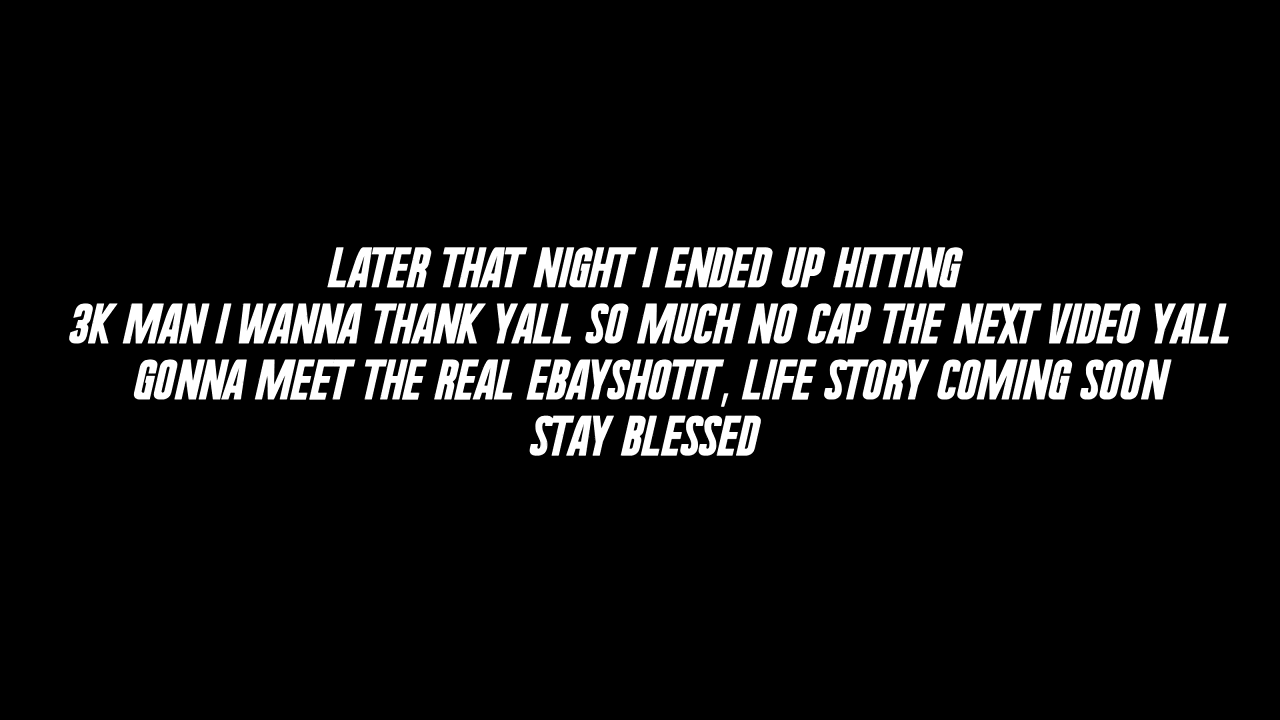 LATER THAT NIGHT I ENDED UP HITTING
3K MAN I WANNA THANK YALL SO MUCH NO CAP THE NEXT VIDEO YALL
GONNA MEET THE REAL EBAYSHOTIT, LIFE STORY COMING SOON
STAY BLESSED